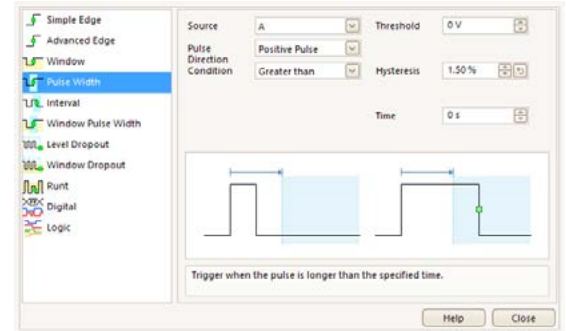 Simple Edge
Advanced Edge
Window
Pulse Width
Interval
Window Pulse Width
Level Dropout
Window Dropout
Runt
Digital
Logic
Source A Threshold 0 V
Pulse Direction Positive Pulse
Condition Greater than Hysteresis 1.50 %
Time 0 s
Trigger when the pulse is longer than the specified time.
Help Close